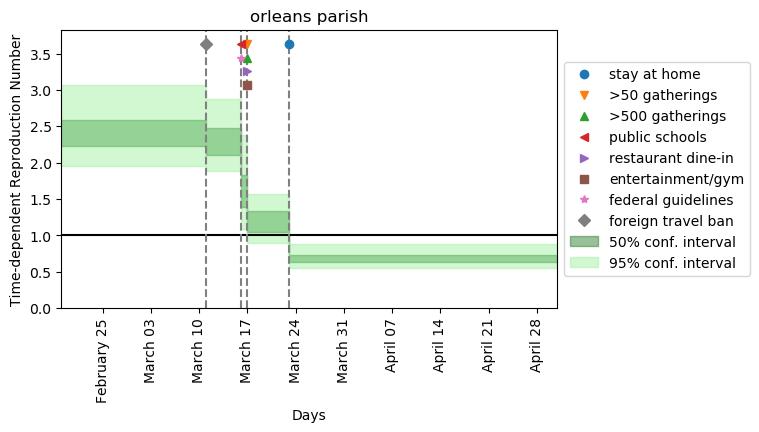 orleans parish
Time-dependent Reproduction Number
3.5
3.0
2.5
2.0
1.5
1.0
0.5
0.0
February 25
March 03
March 10
March 17
March 24
March 31
April 07
April 14
April 21
April 28
Days
stay at home
>50 gatherings
>500 gatherings
public schools
restaurant dine-in
entertainment/gym
federal guidelines
foreign travel ban
50% conf. interval
95% conf. interval